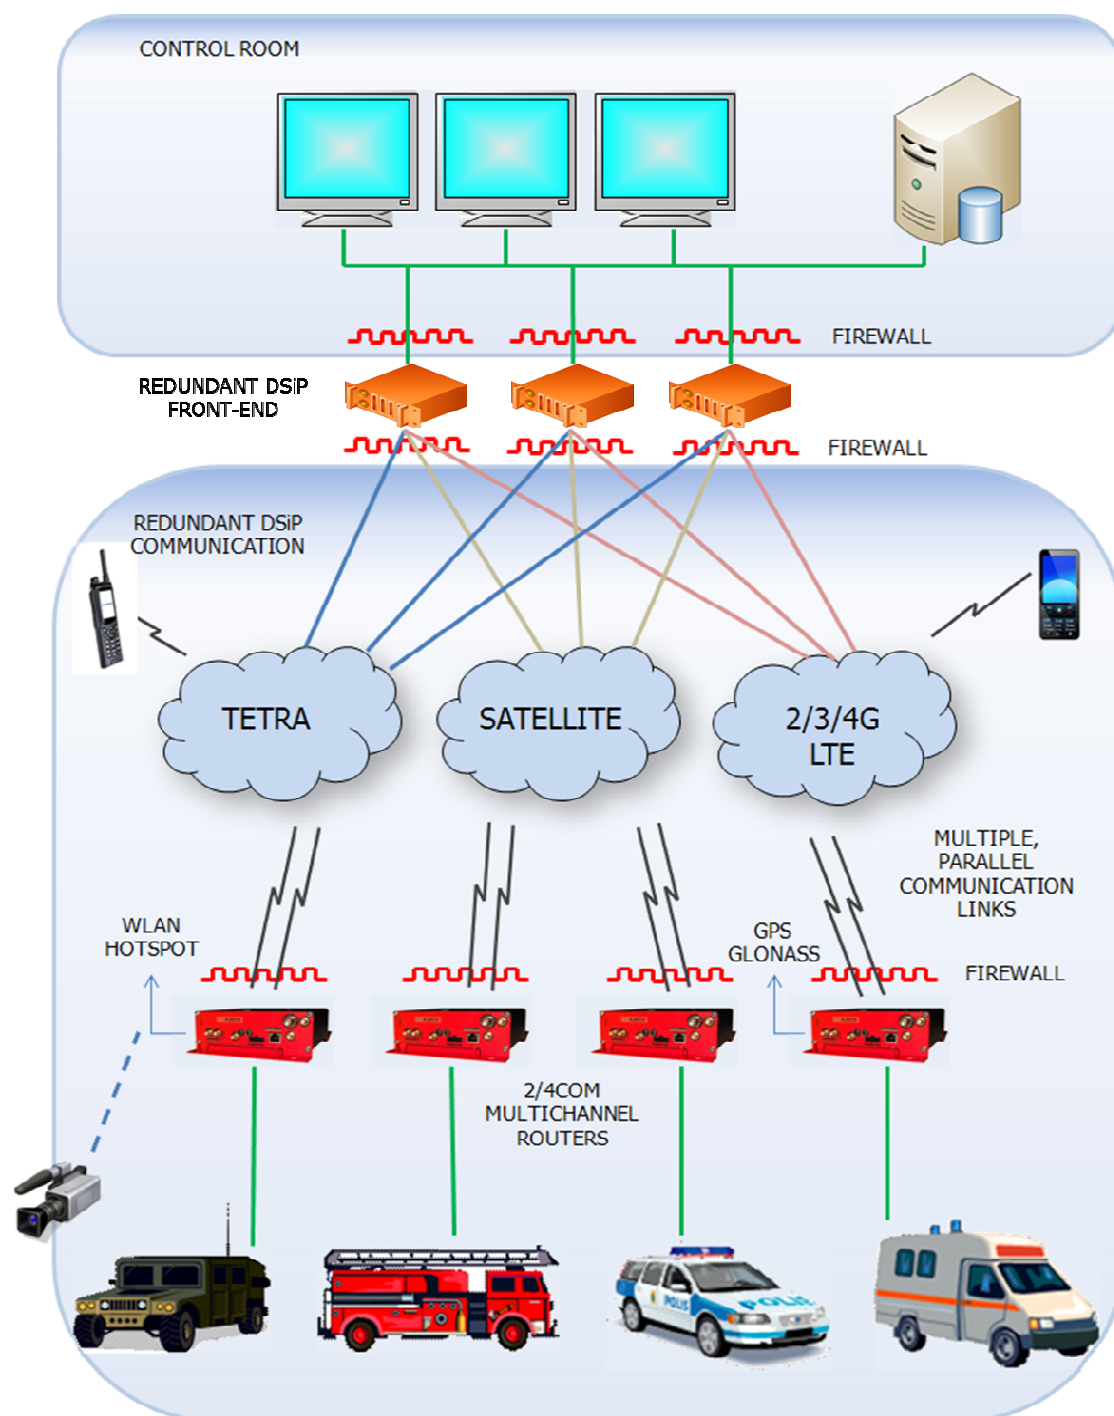 CONTROL ROOM
FIREWALL
REDUNDANT DSiP
FRONT-END
FIREWALL
REDUNDANT DSiP
COMMUNICATION
TETRA
SATELLITE
2/3/4G
LTE
MULTIPLE,
PARALLEL
COMMUNICATION
LINKS
WLAN
HOTSPOT
GPS
GLONASS
FIREWALL
2/4COM
MULTICHANNEL
ROUTERS
POLIS
POLIS